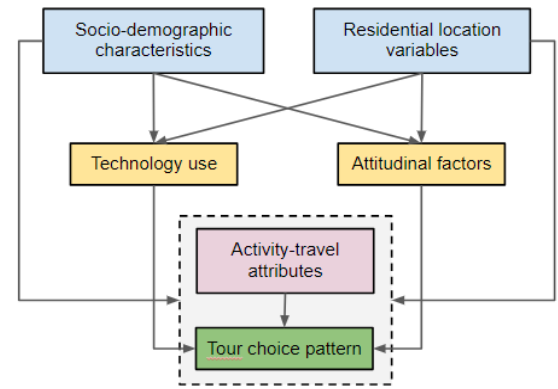 Socio-demographic
characteristics
Residential location
variables
Technology use
Attitudinal factors
Activity-travel
attributes
Tour choice pattern